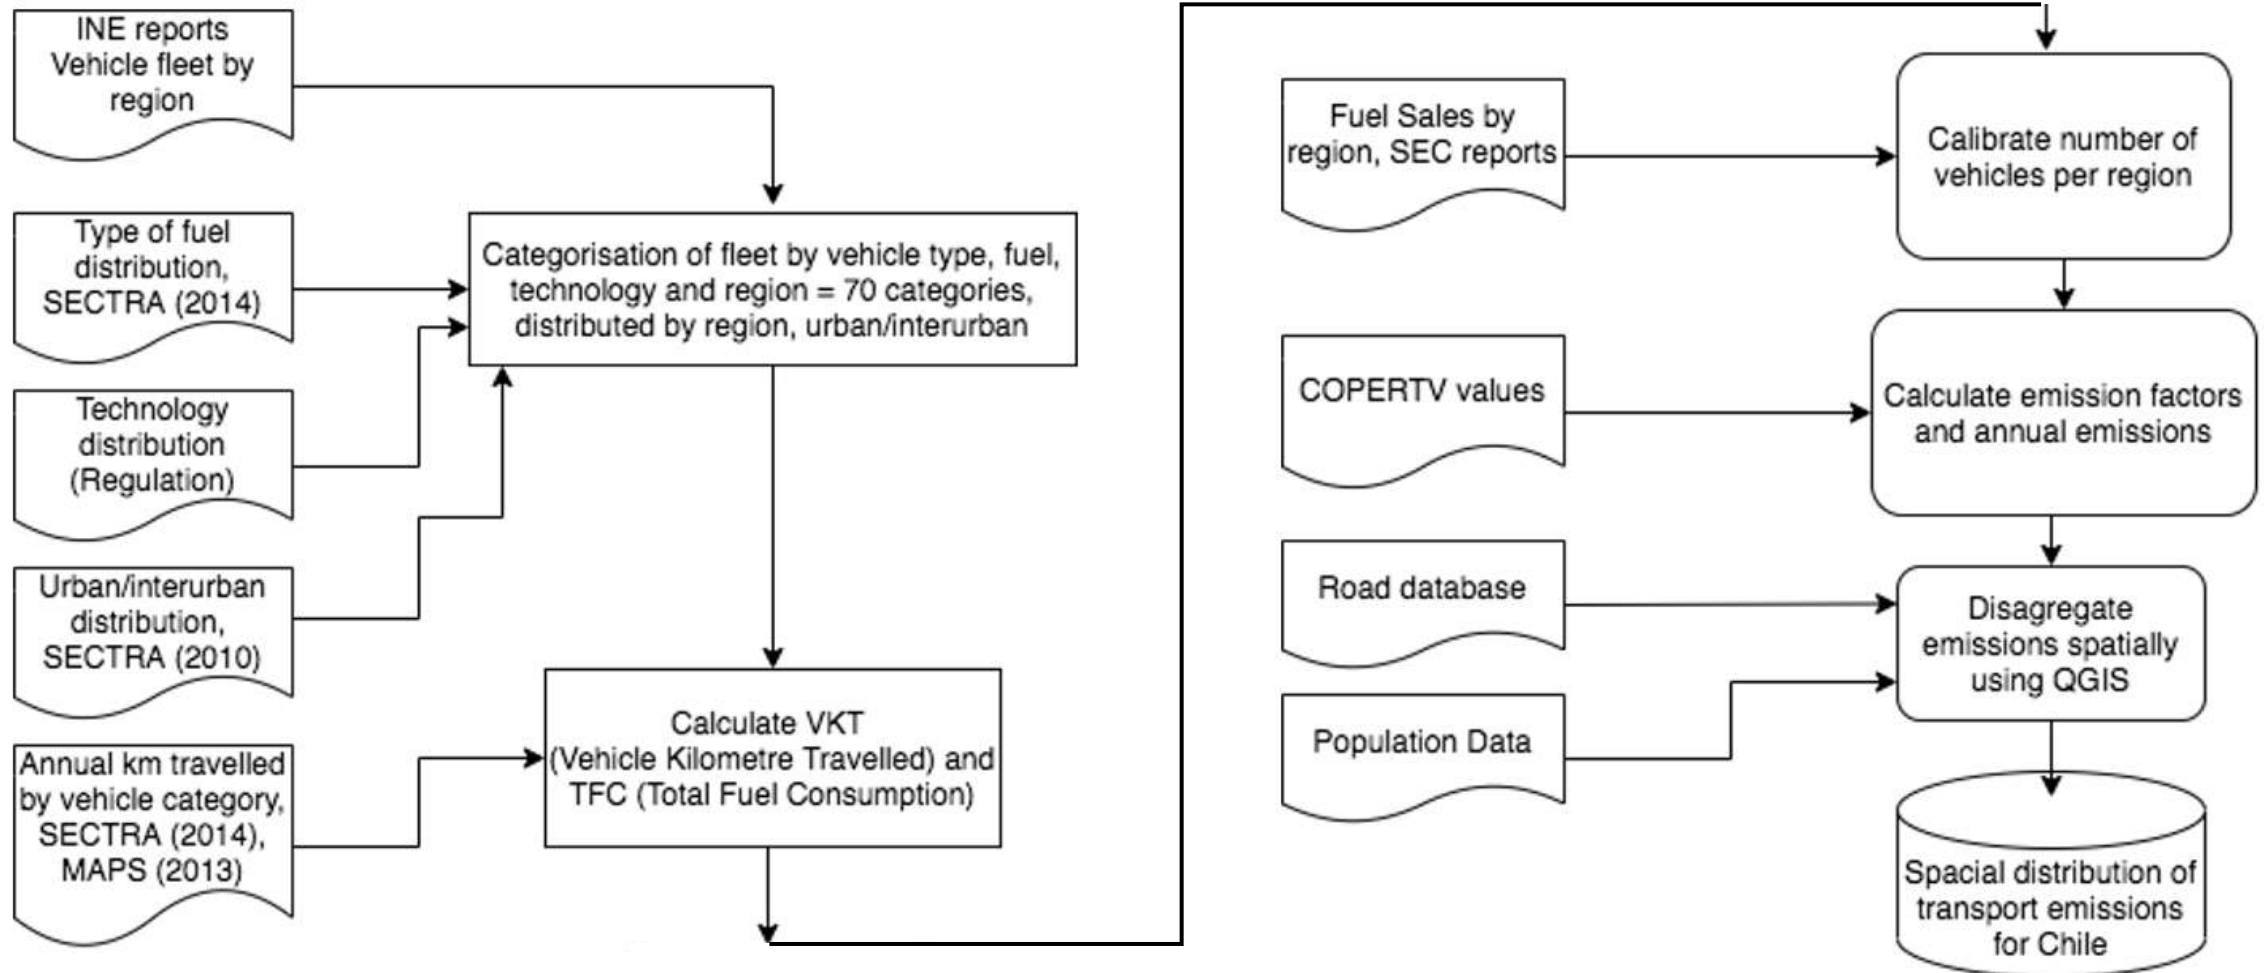 INE reports
Vehicle fleet by
region
Type of fuel
distribution,
SECTRA (2014)
Technology
distribution
(Regulation)
Urban/interurban
distribution,
SECTRA (2010)
Annual km travelled
by vehicle category,
SECTRA (2014),
MAPS (2013)
Categorisation of fleet by vehicle type, fuel,
technology and region = 70 categories,
distributed by region, urban/interurban
Calculate VKT
(Vehicle Kilometre Travelled) and
TFC (Total Fuel Consumption)
Fuel Sales by
region, SEC reports
COPERTV values
Road database
Population Data
Calibrate number of
vehicles per region
Calculate emission factors
and annual emissions
Disagregate
emissions spatially
using QGIS
Spacial distribution of
transport emissions
for Chile